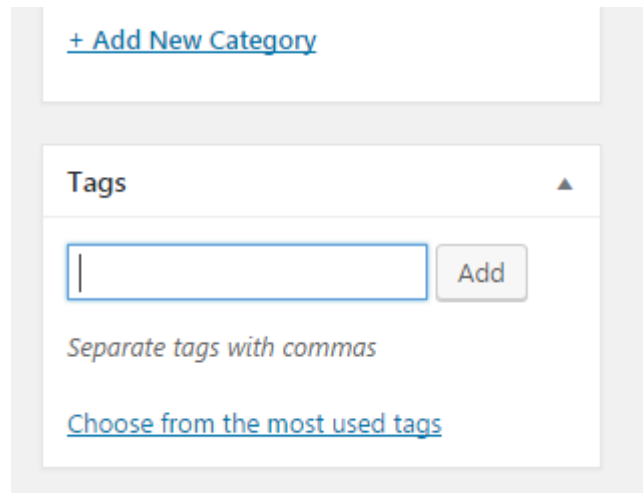 + Add New Category
Tags
Add
Separate tags with commas
Choose from the most used tags